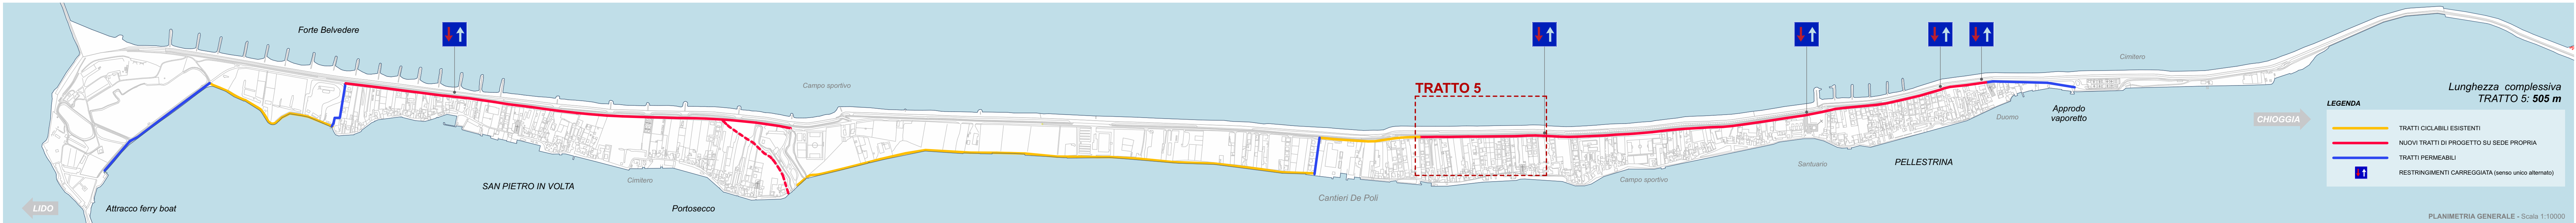 Forte Belvedere
Campo sportivo
TRATTO 5
Cimitero
Lunghezza complessiva
TRATTO 5: 505 m
LEGENDA
CHIOGGIA
TRATTI CICLABILI ESISTENTI
NUOVI TRATTI DI PROGETTO SU SEDE PROPRIA
TRATTI PERMEABILI
RESTRINGIMENTI CARREGGIATA (senso unico alternato)
Approdo
vaporetto
Duomo
PELLESTRINA
Santuario
Campo sportivo
Cantieri De Poli
Cimitero
SAN PIETRO IN VOLTA
Portosecco
Attracco ferry boat
LIDO
PLANIMETRIA GENERALE - Scala 1:10000